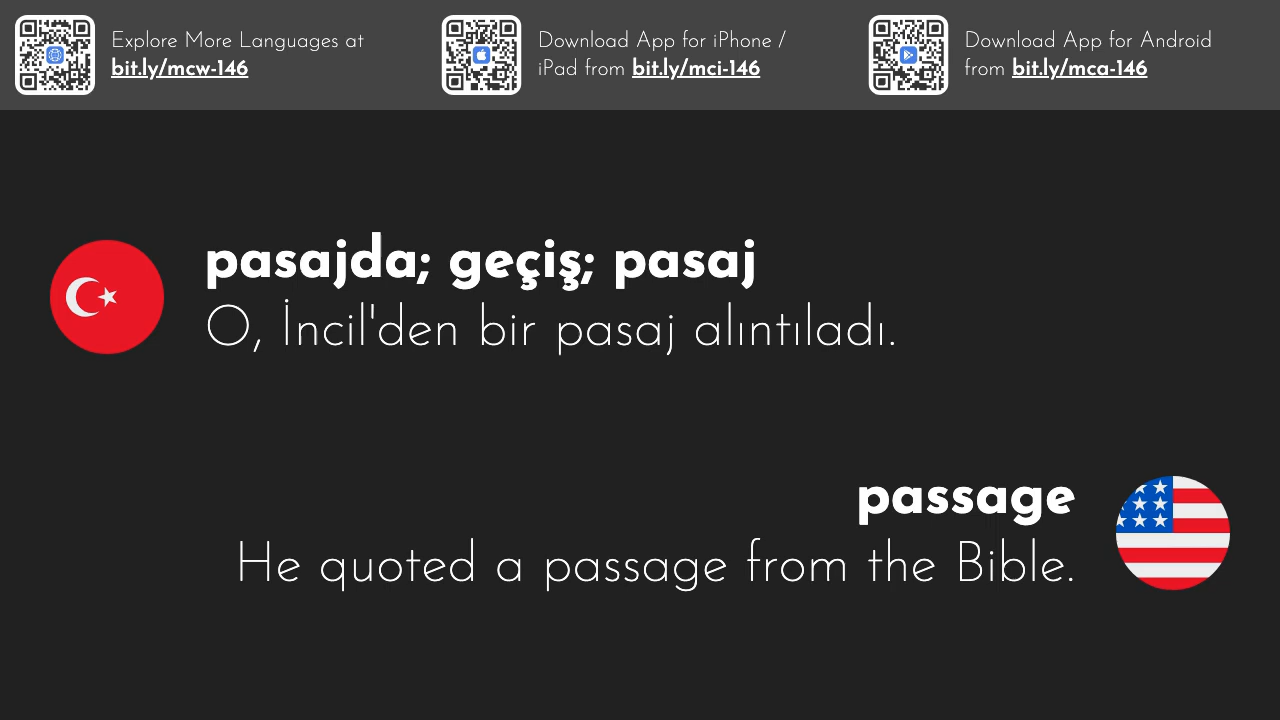 Explore More Languages at
bit.ly/mcw-146
Download App for iPhone /
iPad from bit.ly/mci-146
Download App for Android
from bit.ly/mca-146
pasajda; geçiş; pasaj
O, İncil'den bir pasaj alıntıladı.
passage
He quoted a passage from the Bible.